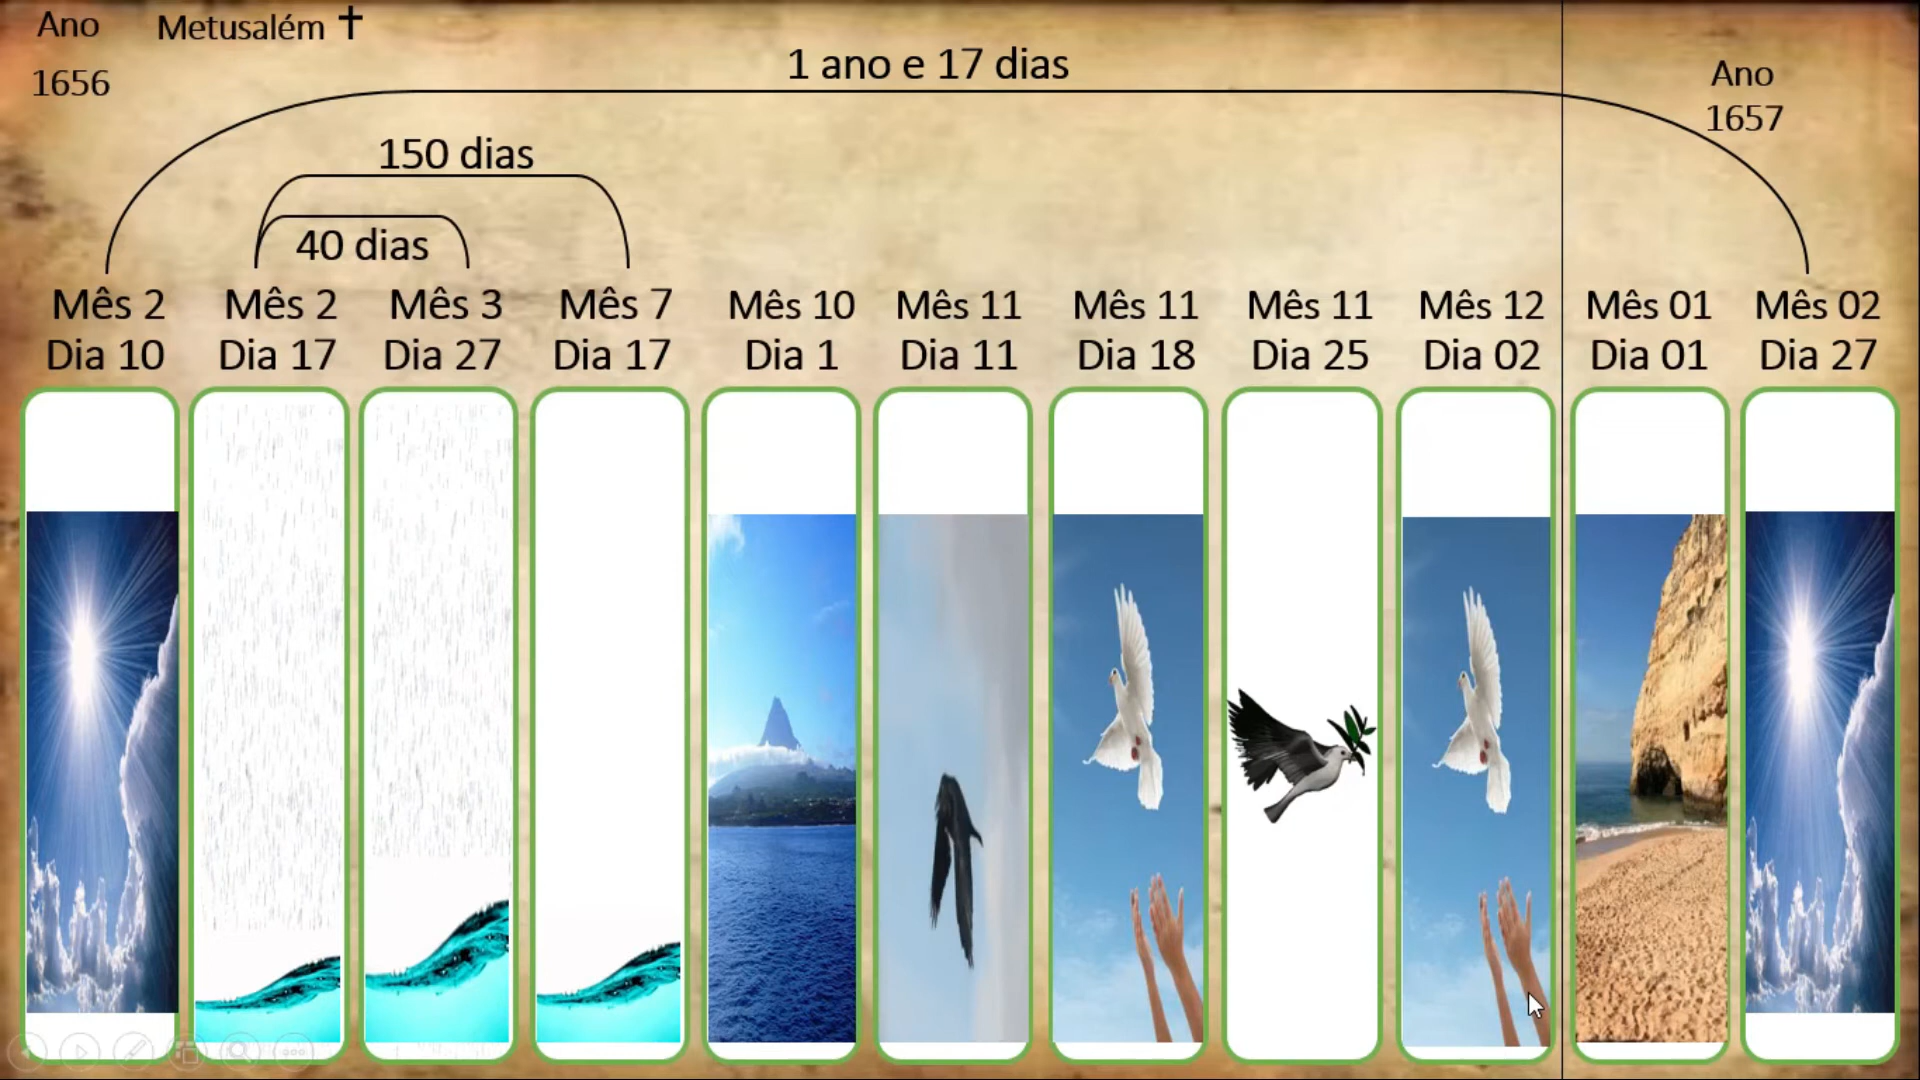 Ano
1656
Metusalém ✝
1 ano e 17 dias
Ano
1657
150 dias
40 dias
Mês 2
Dia 10
Mês 2
Dia 17
Mês 3
Dia 27
Mês 7
Dia 17
Mês 10
Dia 1
Mês 11
Dia 11
Mês 11
Dia 18
Mês 11
Dia 25
Mês 12
Dia 02
Mês 01
Dia 01
Mês 02
Dia 27